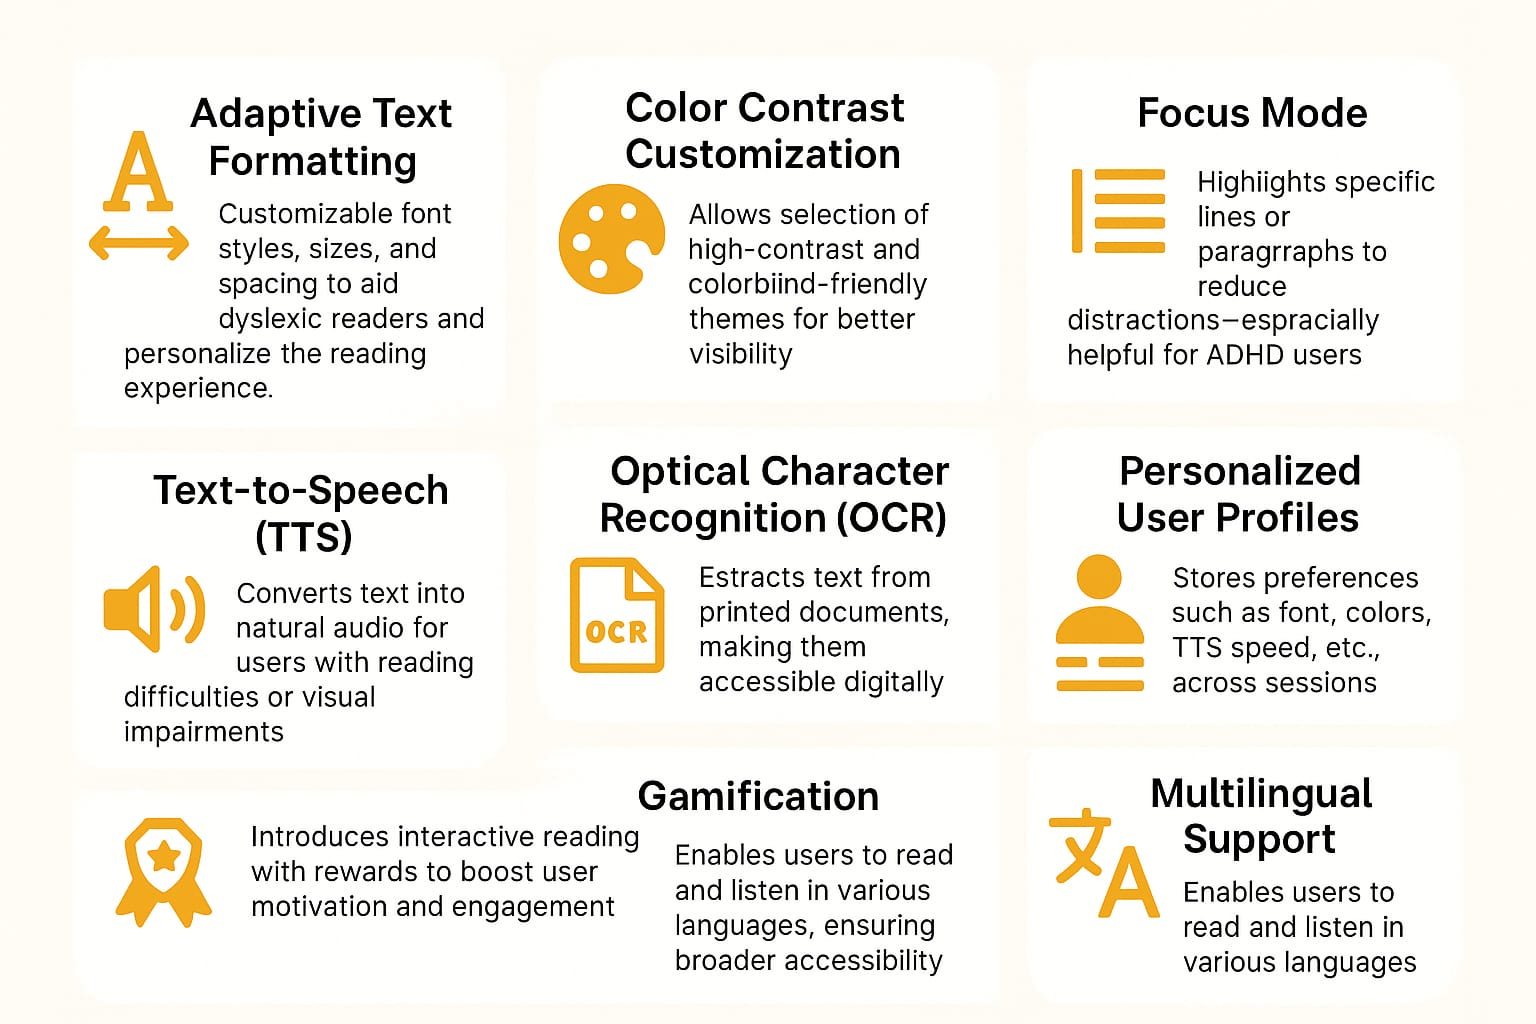 Adaptive Text
Formatting
Customizable font
styles, sizes, and
spacing to aid
dyslexic readers and
personalize the reading
experience.
Color Contrast
Customization
Allows selection of
high-contrast and
colorbiind-friendly
themes for better
visibility
Focus Mode
Highiights specific
lines or
paragrraphs to
reduce
distractions–espracially
helpful for ADHD users
Text-to-Speech
(TTS)
Converts text into
natural audio for
users with reading
difficulties or visual
impairments
Optical Character
Recognition (OCR)
OCR
Estracts text from
printed documents,
making them
accessible digitally
Personalized
User Profiles
Stores preferences
such as font, colors,
TTS speed, etc.,
across sessions
Introduces interactive reading
with rewards to boost user
motivation and engagement
Gamification
Enables users to read
and listen in various
languages, ensuring
broader accessibility
文A
Multilingual
Support
Enables users to
read and listen in
various languages